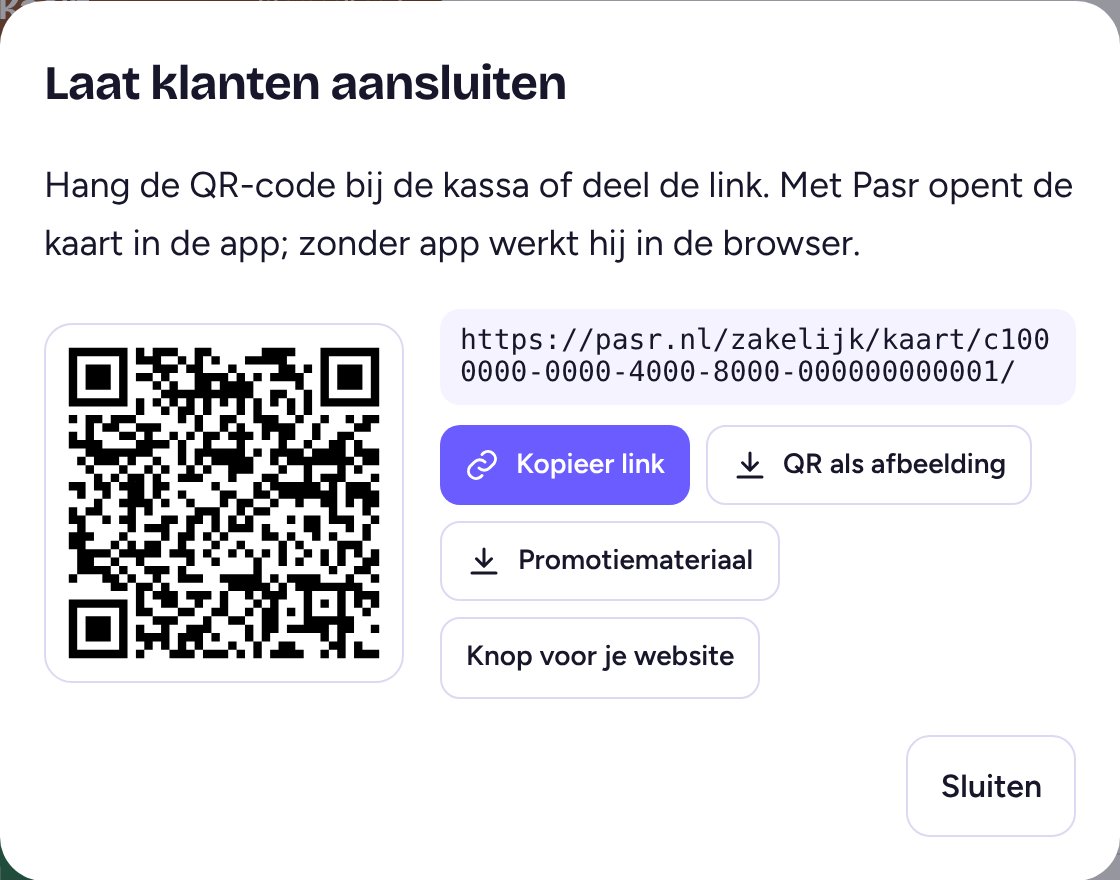 Laat klanten aansluiten
Hang de QR-code bij de kassa of deel de link. Met Pasr opent de
kaart in de app; zonder app werkt hij in de browser.
https://pasr.nl/zakelijk/kaart/c100
0000-0000-4000-8000-000000000001/
Kopieer link
QR als afbeelding
Promotiemateriaal
Knop voor je website
Sluiten